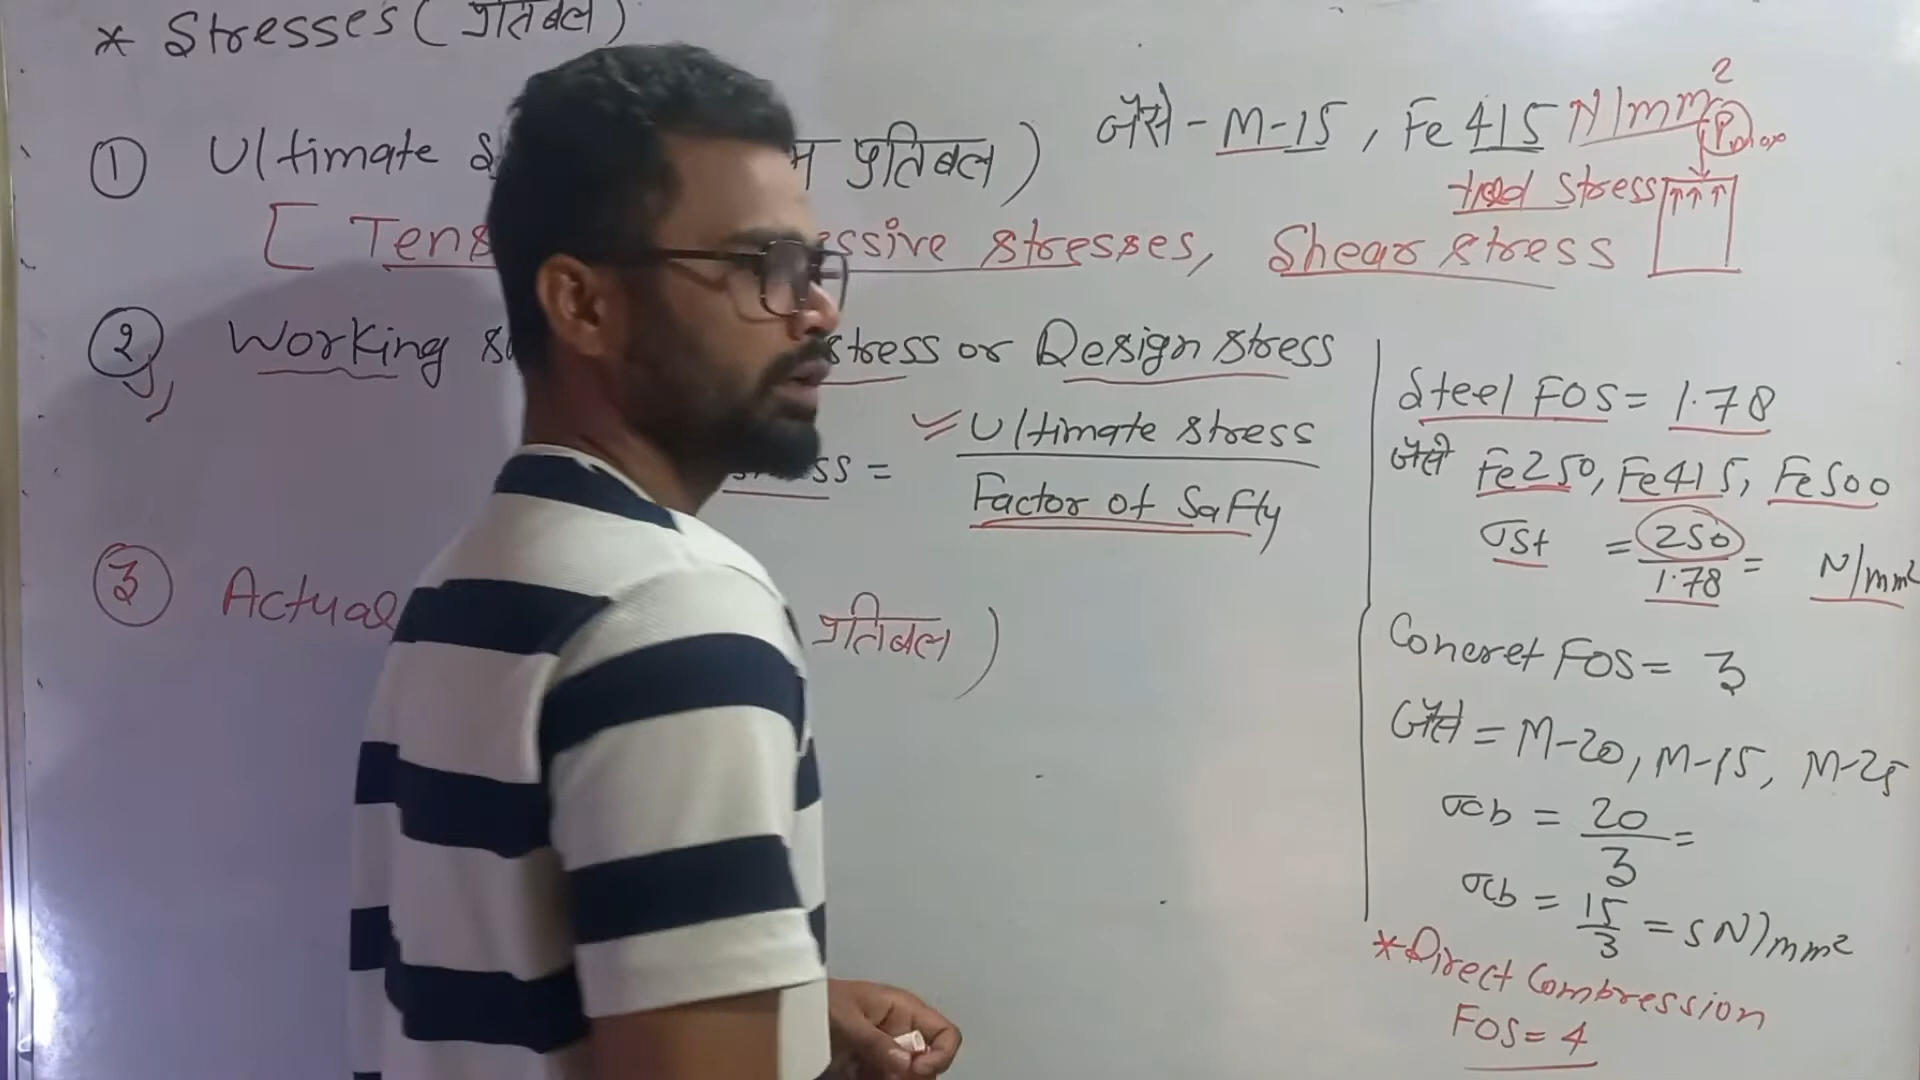 * Stresses ( प्रतिबल )
① Ultimate प्रतिबल ) जैसे - M-15 , Fe 415 N/mm²
Pmax
stress
[ Tens essive stresses, Shear stress
② Working stress or Design stress
ss = Ultimate stress
Factor of Safty
③ Actual प्रतिबल )
Steel FOS = 1.78
जैसे Fe250, Fe415, Fe500
σst = 250 / 1.78 = N/mm²
Concret FOS = 3
जैसे = M-20, M-15, M-25
σcb = 20 / 3 =
σcb = 15 / 3 = 5 N/mm²
* Direct Combression
FOS = 4